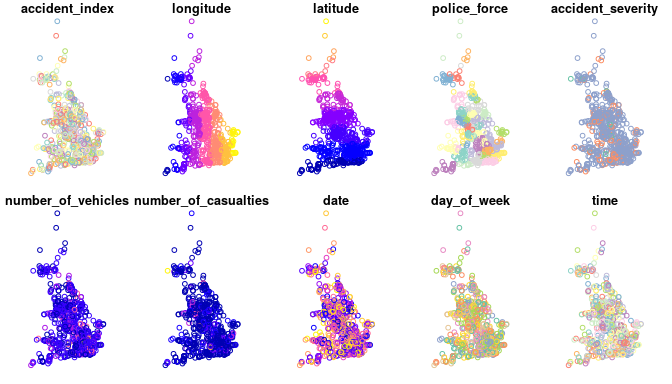 accident_index longitude latitude police_force accident_severity
number_of_vehicles number_of_casualties date day_of_week time